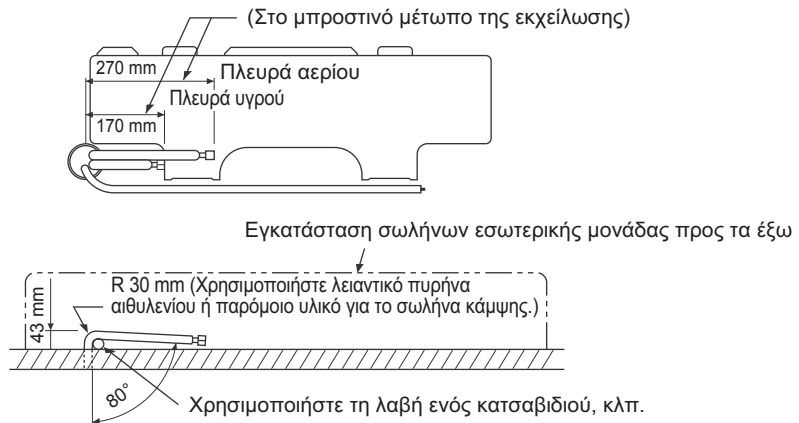 (Στο μπροστινό μέτωπο της εκχείλωσης)
270 mm
Πλευρά αερίου
Πλευρά υγρού
170 mm
Εγκατάσταση σωλήνων εσωτερικής μονάδας προς τα έξω
R 30 mm (Χρησιμοποιήστε λειαντικό πυρήνα
αιθυλενίου ή παρόμοιο υλικό για το σωλήνα κάμψης.)
43 mm
80°
Χρησιμοποιήστε τη λαβή ενός κατσαβιδιού, κλπ.